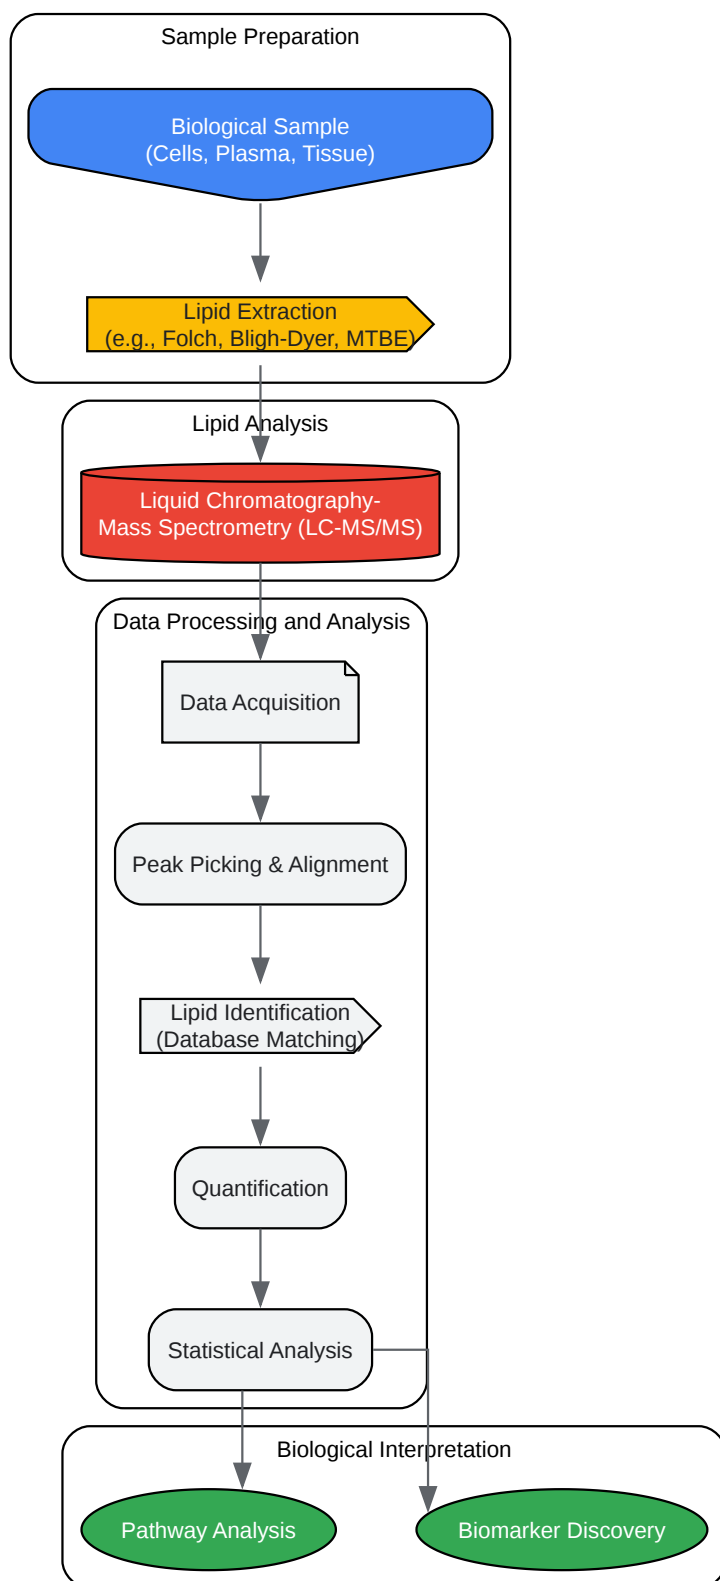 Sample Preparation
Biological Sample
(Cells, Plasma, Tissue)
Lipid Extraction
(e.g., Folch, Bligh-Dyer, MTBE)
Lipid Analysis
Liquid Chromatography-
Mass Spectrometry (LC-MS/MS)
Data Processing and Analysis
Data Acquisition
Peak Picking & Alignment
Lipid Identification
(Database Matching)
Quantification
Statistical Analysis
Biological Interpretation
Pathway Analysis
Biomarker Discovery